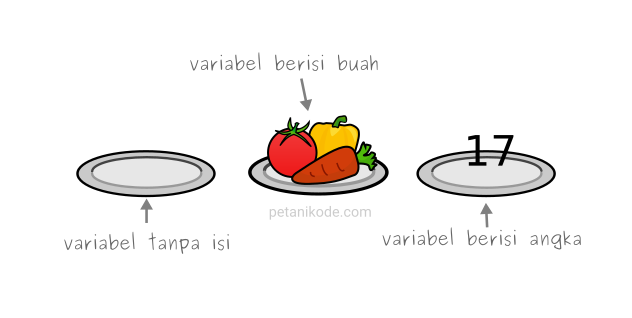 variabel berisi buah
17
petanikode.com
variabel tanpa isi
variabel berisi angka